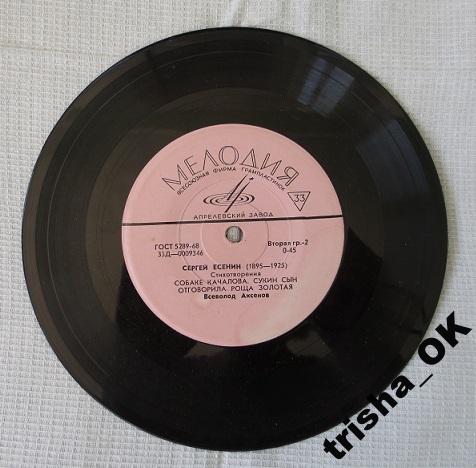 МЕЛОДИЯ
ВСЕСОЮЗНАЯ ФИРМА ГРАМПЛАСТИНОК
33
АПРЕЛЕВСКИЙ ЗАВОД
ГОСТ 5289-68 Вторая гр.-2
33Д—0009346 0-45
СЕРГЕЙ ЕСЕНИН (1895—1925)
Стихотворения
СОБАКЕ КАЧАЛОВА, СУКИН СЫН
ОТГОВОРИЛА РОЩА ЗОЛОТАЯ
Всеволод Аксенов
trisha_OK